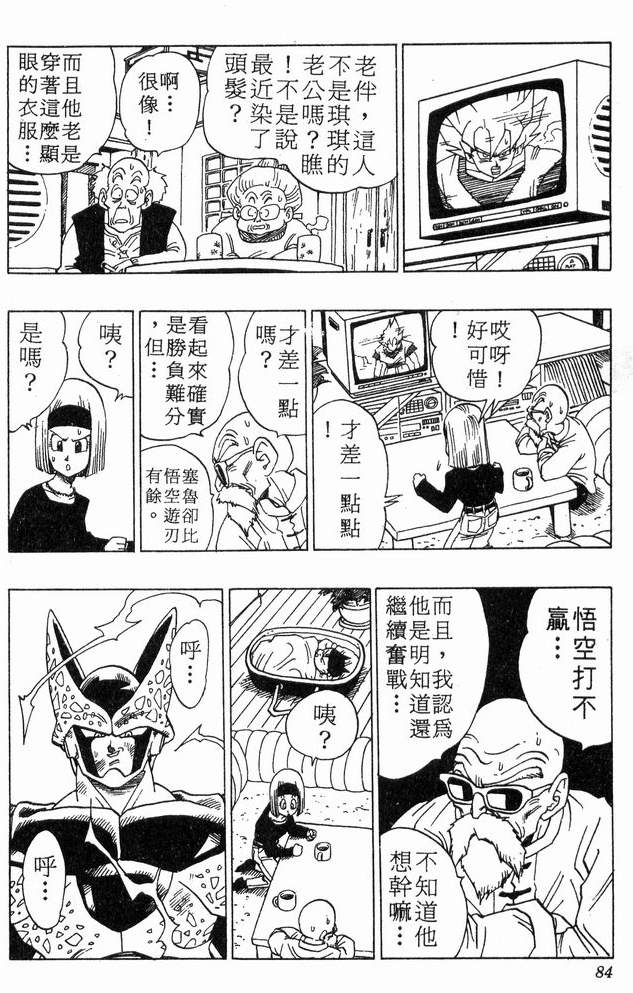 老伴，這人
不是琪琪的
老公嗎？瞧
！不是說
最近染了
頭髮？
啊…
很像！
而且他老是
穿著這麼顯
眼的衣服…
哎呀！
好可惜
！
才差一點點
！
才差一點
嗎？
看起來確實
是勝負難分
，但…
塞魯卻比
悟空遊刃
有餘。
咦？
是嗎？
悟空打不
贏…
而且，我認為
他是明知道還
繼續奮戰…
不知道他
想幹嘛…
咦？
呼…
呼…
84